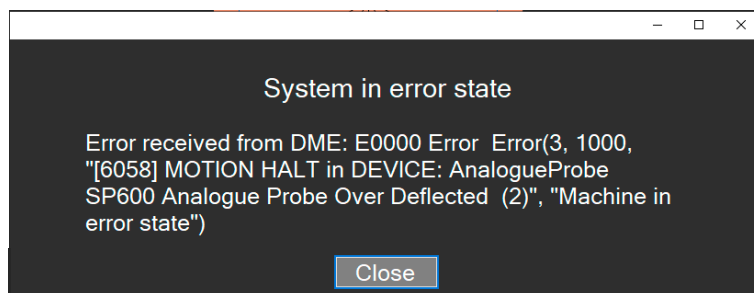 System in error state
Error received from DME: E0000 Error  Error(3, 1000,
"[6058] MOTION HALT in DEVICE: AnalogueProbe
SP600 Analogue Probe Over Deflected  (2)", "Machine in
error state")
Close